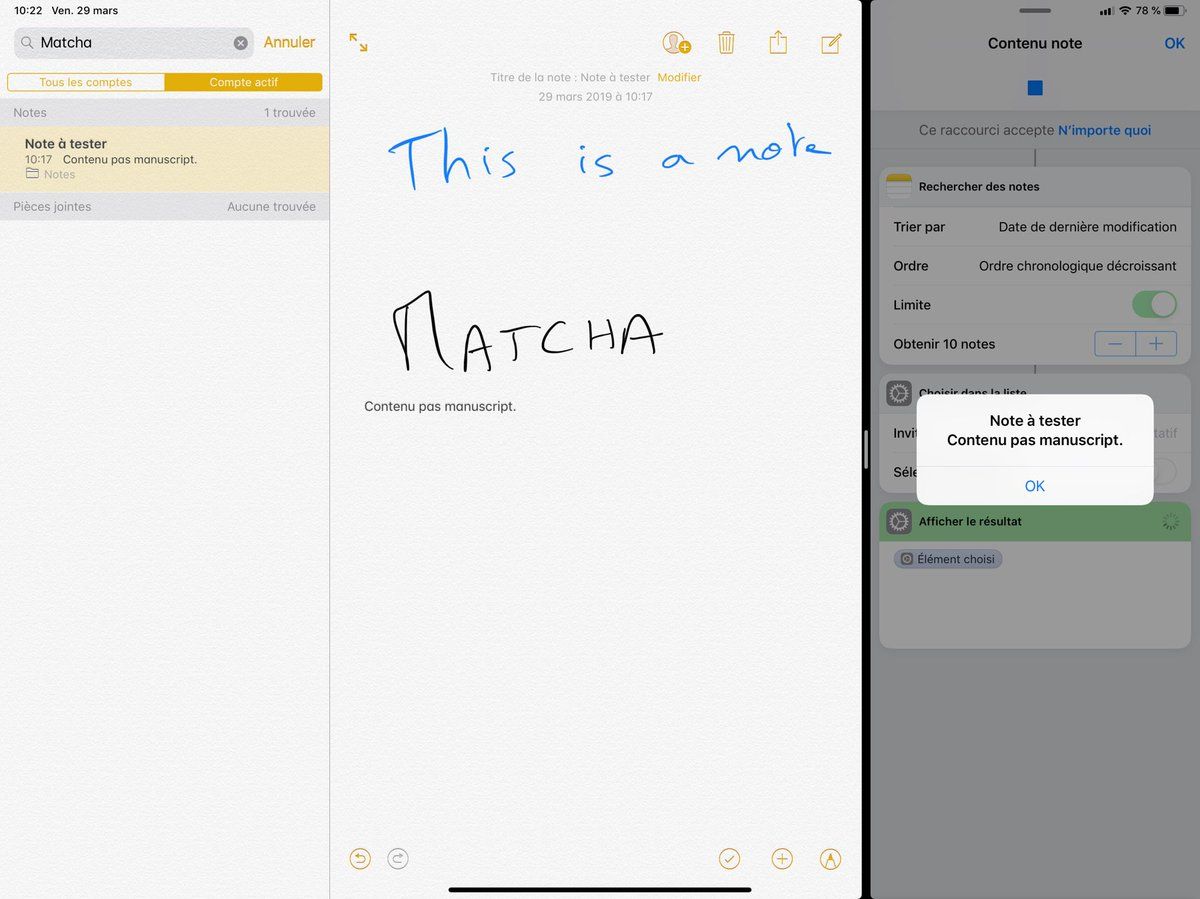 10:22 Ven. 29 mars
Matcha
Annuler
Tous les comptes
Compte actif
Notes
1 trouvée
Note à tester
10:17 Contenu pas manuscript.
Notes
Pièces jointes
Aucune trouvée
Titre de la note : Note à tester Modifier
29 mars 2019 à 10:17
This is a note
MATCHA
Contenu pas manuscript.
78 %
Contenu note
OK
Ce raccourci accepte N'importe quoi
Rechercher des notes
Trier par Date de dernière modification
Ordre Ordre chronologique décroissant
Limite
Obtenir 10 notes
Choisir dans la liste
Invit
tatif
Séle
Note à tester
Contenu pas manuscript.
OK
Afficher le résultat
Élément choisi